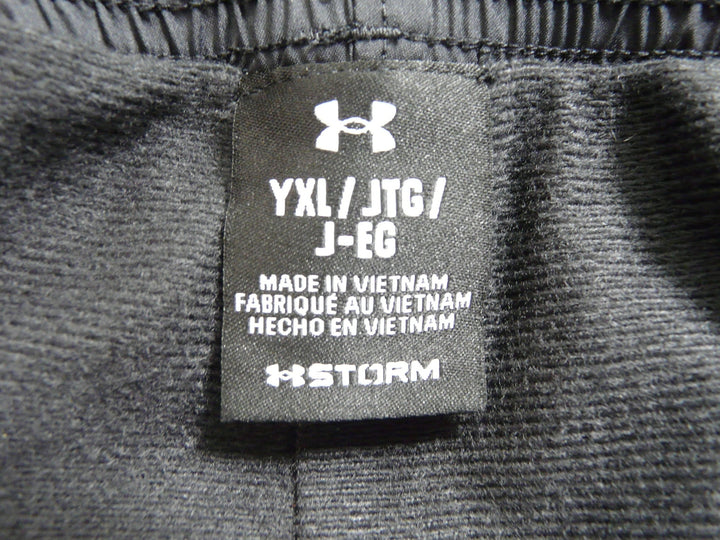 YXL/JTG/
J-EG
MADE IN VIETNAM
FABRIQUÉ AU VIETNAM
HECHO EN VIETNAM
STORM